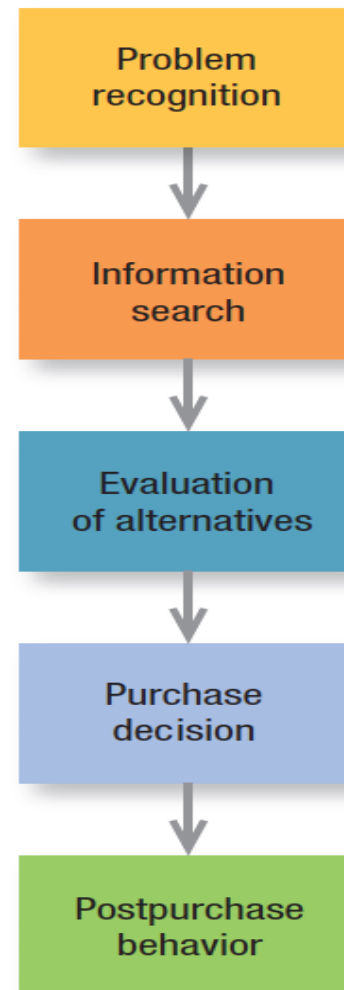 Problem
recognition
Information
search
Evaluation
of alternatives
Purchase
decision
Postpurchase
behavior